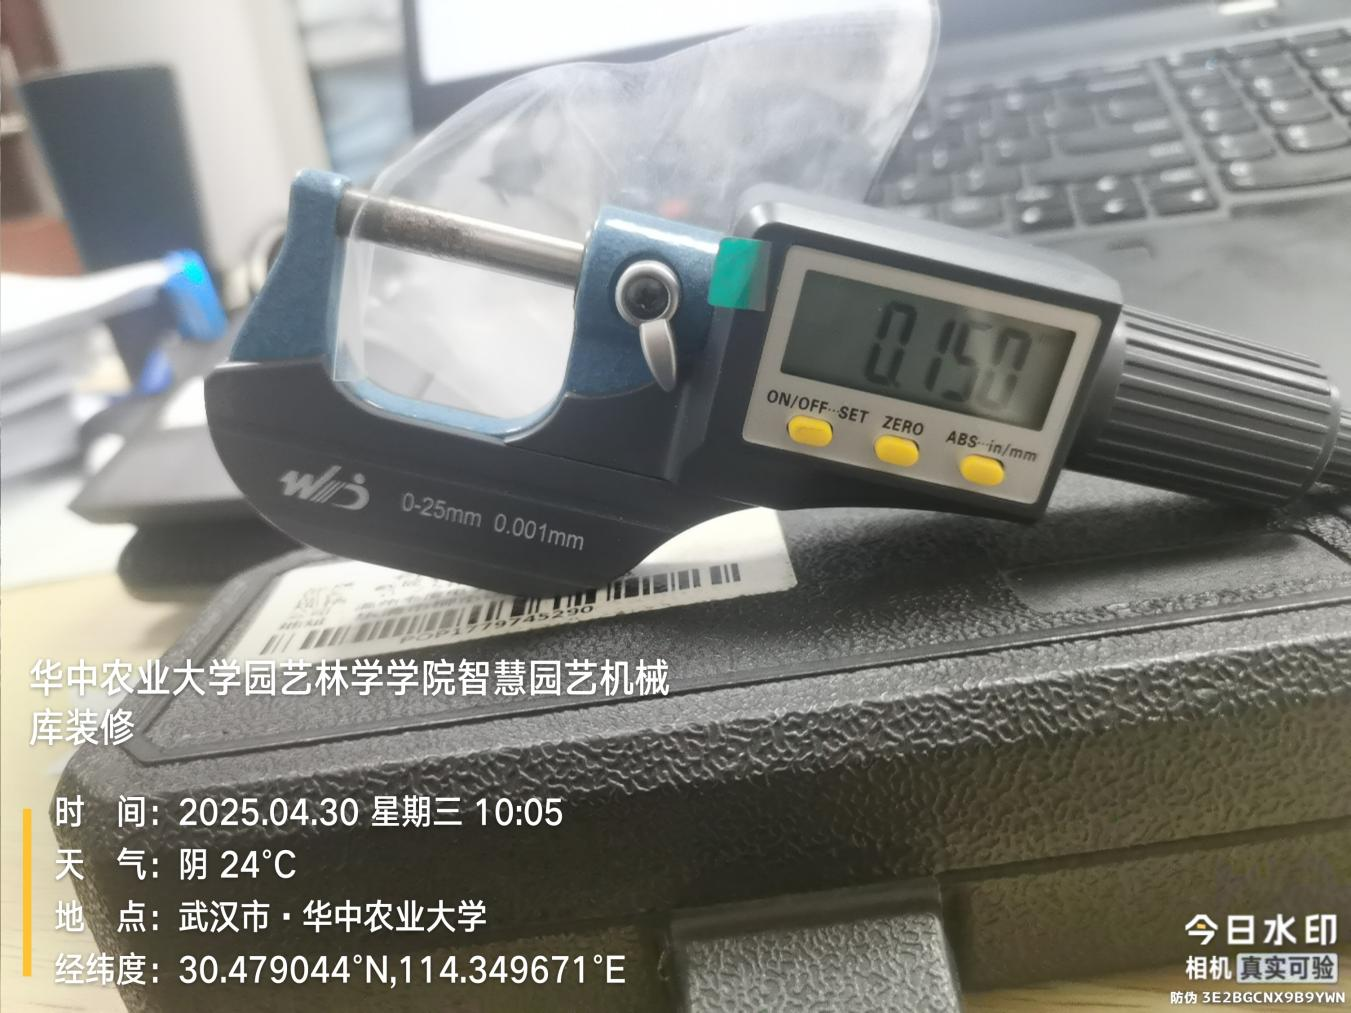 0.150
ON/OFF···SET
ZERO
ABS···in/mm
0-25mm 0.001mm
POP1779745290
华中农业大学园艺林学学院智慧园艺机械
库装修
时 间：2025.04.30 星期三 10:05
天 气：阴 24°C
地 点：武汉市·华中农业大学
经纬度：30.479044°N,114.349671°E
今日水印
相机 真实可验
防伪 3E2BGCNX9B9YWN